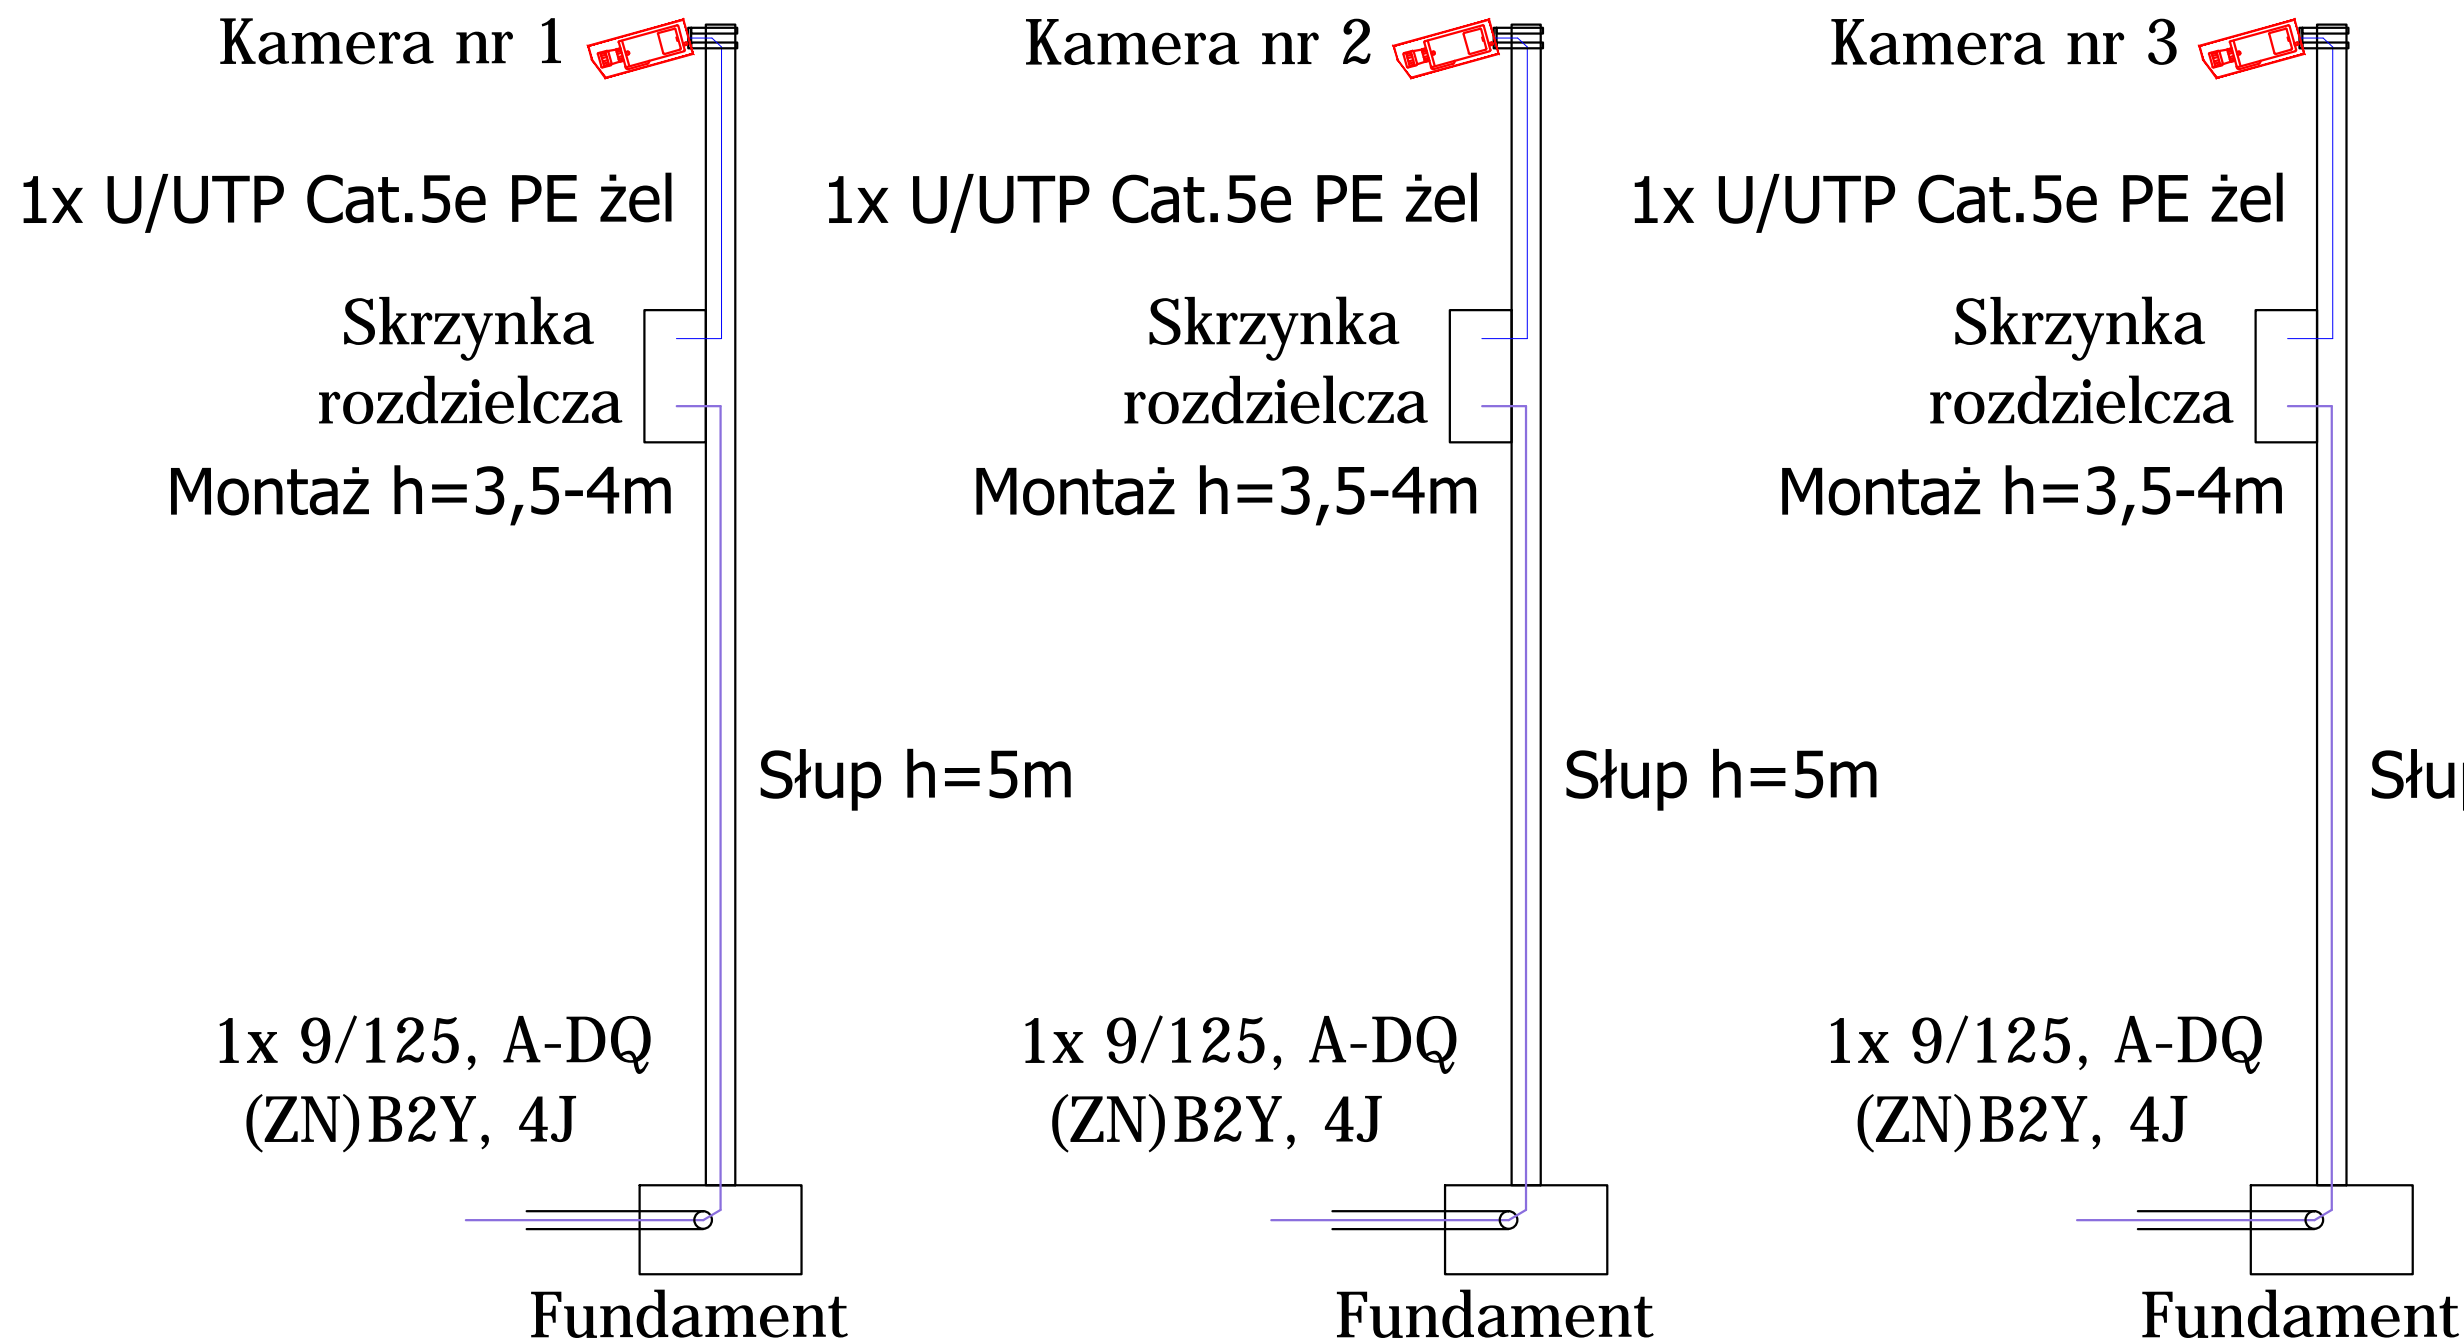 Kamera nr 1
1x U/UTP Cat.5e PE żel
Skrzynka
rozdzielcza
Montaż h=3,5-4m
Słup h=5m
1x 9/125, A-DQ
(ZN)B2Y, 4J
Fundament
Kamera nr 2
1x U/UTP Cat.5e PE żel
Skrzynka
rozdzielcza
Montaż h=3,5-4m
Słup h=5m
1x 9/125, A-DQ
(ZN)B2Y, 4J
Fundament
Kamera nr 3
1x U/UTP Cat.5e PE żel
Skrzynka
rozdzielcza
Montaż h=3,5-4m
1x 9/125, A-DQ
(ZN)B2Y, 4J
Fundament